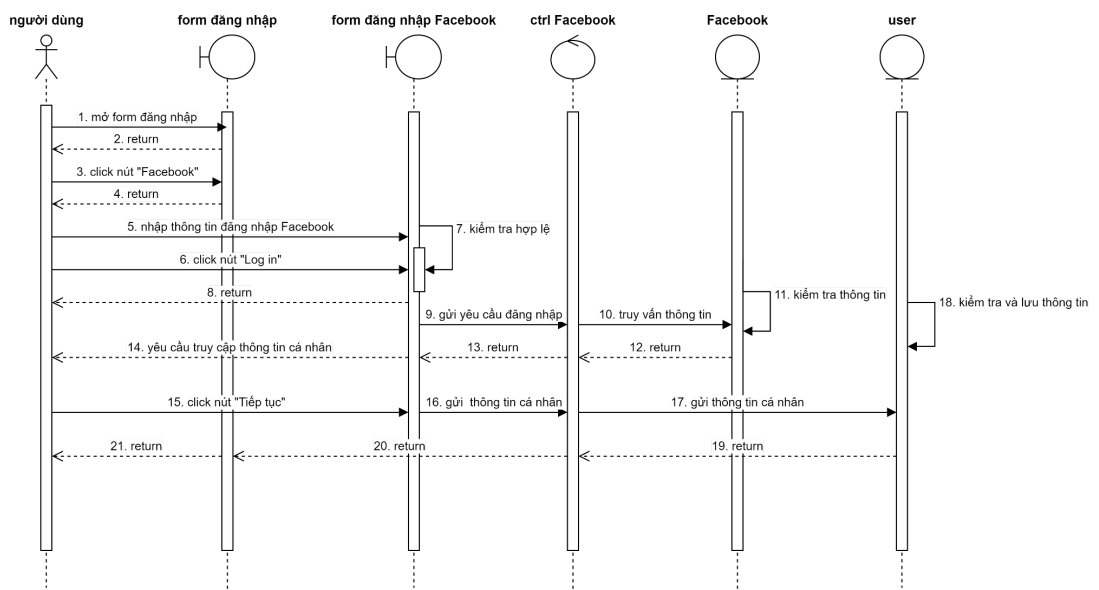 người dùng
form đăng nhập
form đăng nhập Facebook
ctrl Facebook
Facebook
user
1. mở form đăng nhập
2. return
3. click nút "Facebook"
4. return
5. nhập thông tin đăng nhập Facebook
7. kiểm tra hợp lệ
6. click nút "Log in"
8. return
11. kiểm tra thông tin
18. kiểm tra và lưu thông tin
9. gửi yêu cầu đăng nhập
10. truy vấn thông tin
14. yêu cầu truy cập thông tin cá nhân
13. return
12. return
15. click nút "Tiếp tục"
16. gửi thông tin cá nhân
17. gửi thông tin cá nhân
21. return
20. return
19. return